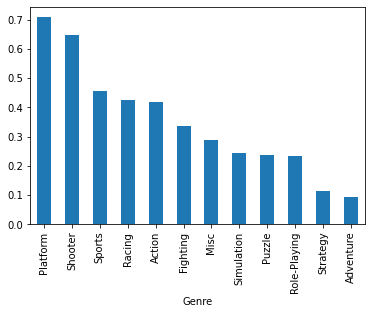 0.7
0.6
0.5
0.4
0.3
0.2
0.1
0.0
Platform
Shooter
Sports
Racing
Action
Fighting
Misc
Simulation
Puzzle
Role-Playing
Strategy
Adventure
Genre